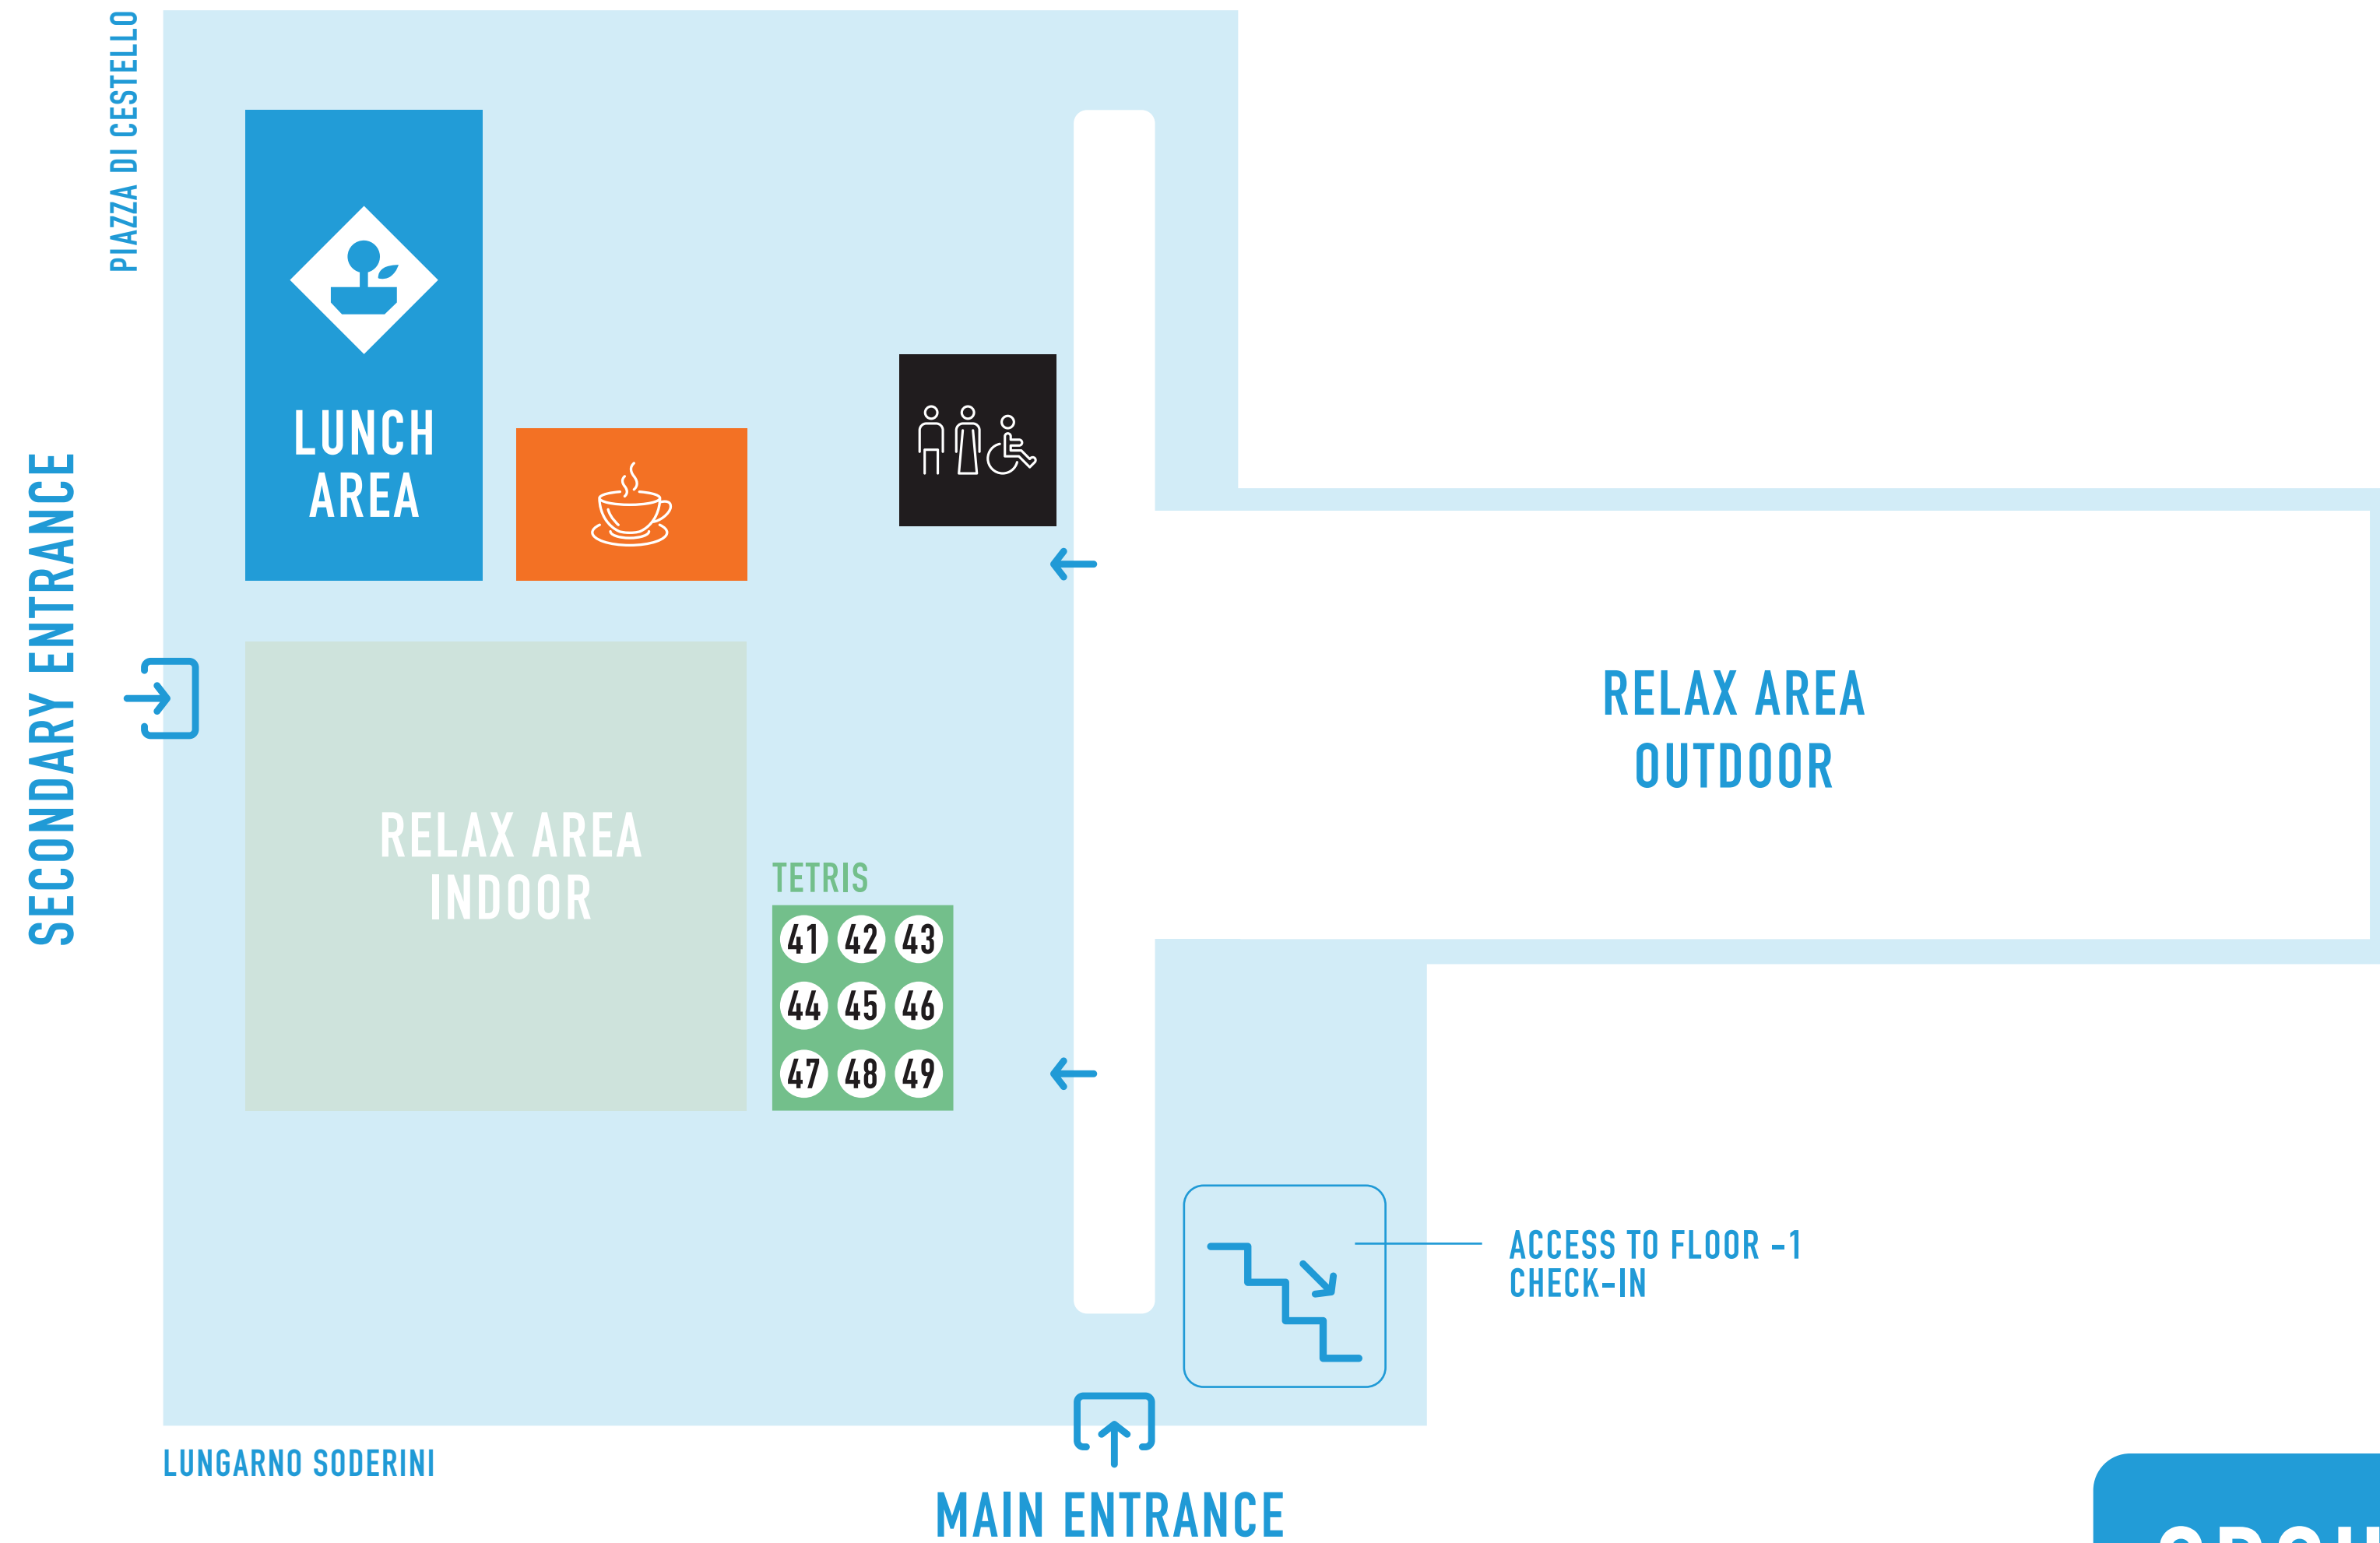 PIAZZA DI CESTELLO
SECONDARY ENTRANCE
LUNCH
AREA
RELAX AREA
OUTDOOR
RELAX AREA
INDOOR
TETRIS
41 42 43
44 45 46
47 48 49
ACCESS TO FLOOR -1
CHECK-IN
LUNGARNO SODERINI
MAIN ENTRANCE